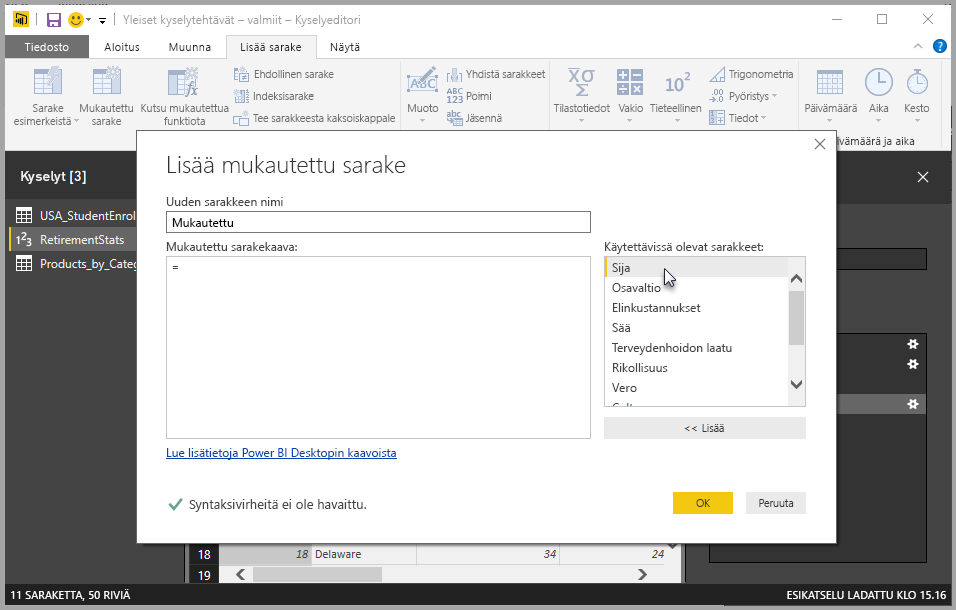 Yleiset kyselytehtävät – valmiit – Kyselyeditori
Tiedosto
Aloitus
Muunna
Lisää sarake
Näytä
Sarake esimerkeistä
Mukautettu sarake
Kutsu mukautettua funktiota
Ehdollinen sarake
Indeksisarake
Tee sarakkeesta kaksoiskappale
Muoto
Yhdistä sarakkeet
Poimi
Jäsennä
Tilastotiedot
Vakio
Tieteellinen
Trigonometria
Pyöristys
Tiedot
Päivämäärä
Aika
Kesto
ivämäärä ja aika
Kyselyt [3]
USA_StudentEnrol
RetirementStats
Products_by_Categ
Lisää mukautettu sarake
Uuden sarakkeen nimi
Mukautettu
Mukautettu sarakekaava:
=
Käytettävissä olevat sarakkeet:
Sija
Osavaltio
Elinkustannukset
Sää
Terveydenhoidon laatu
Rikollisuus
Vero
<< Lisää
Lue lisätietoja Power BI Desktopin kaavoista
Syntaksivirheitä ei ole havaittu.
OK
Peruuta
18 18 Delaware 34 24
19
11 SARAKETTA, 50 RIVIÄ
ESIKATSELU LADATTU KLO 15.16